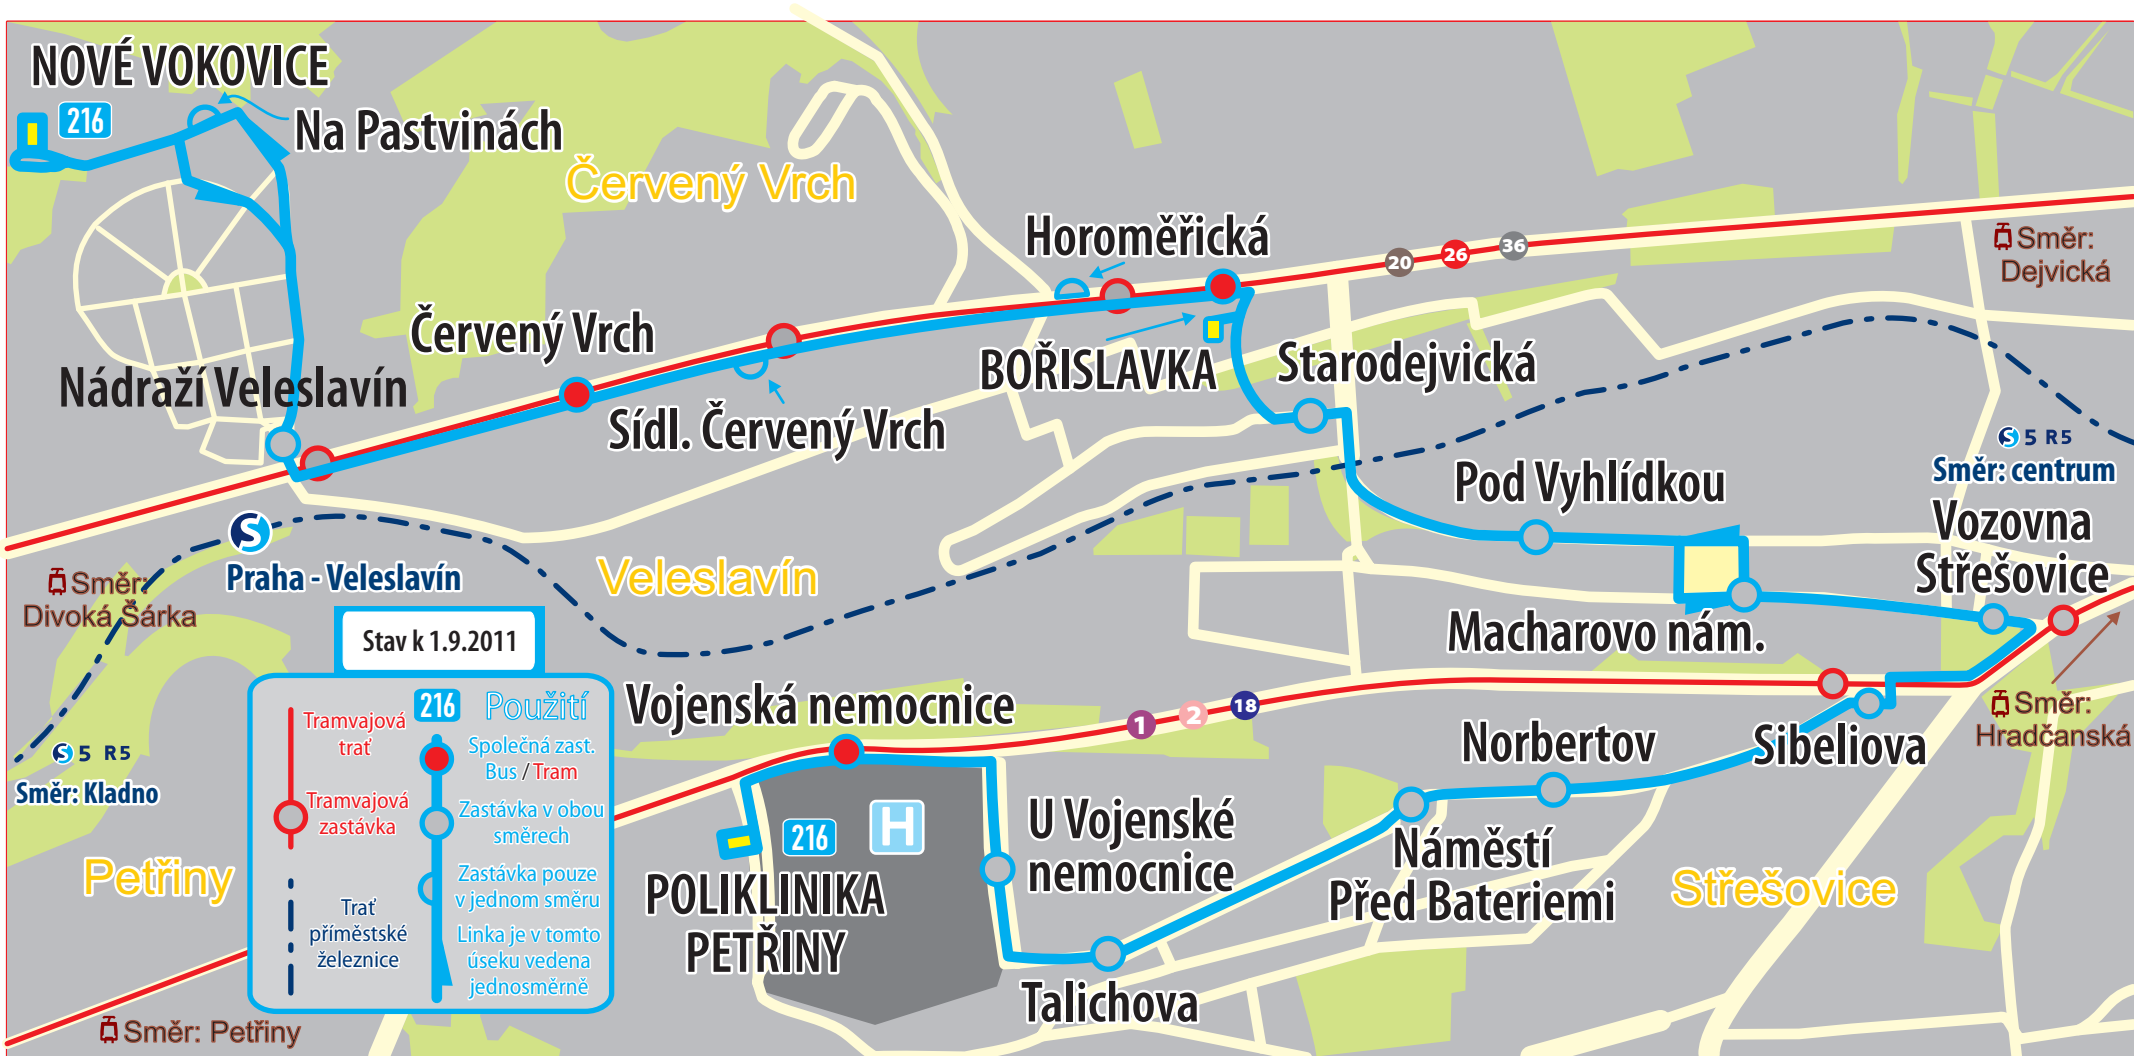 NOVÉ VOKOVICE
216
Na Pastvinách
Červený Vrch
Horoměřická
20
26
36
Směr:
Dejvická
Červený Vrch
BOŘISLAVKA
Starodejvická
Nádraží Veleslavín
Sídl. Červený Vrch
S 5 R5
Směr: centrum
Pod Vyhlídkou
Vozovna
Střešovice
S
Praha - Veleslavín
Veleslavín
Směr:
Divoká Šárka
Macharovo nám.
Stav k 1.9.2011
Vojenská nemocnice
1
2
18
Směr:
Hradčanská
Norbertov
Sibeliova
S 5 R5
Směr: Kladno
216
Použití
Tramvajová
trať
Společná zast.
Bus / Tram
Tramvajová
zastávka
Zastávka v obou
směrech
Zastávka pouze
v jednom směru
Trať
příměstské
železnice
Linka je v tomto
úseku vedena
jednosměrně
216
H
POLIKLINIKA
PETŘINY
U Vojenské
nemocnice
Náměstí
Před Bateriemi
Petřiny
Střešovice
Talichova
Směr: Petřiny